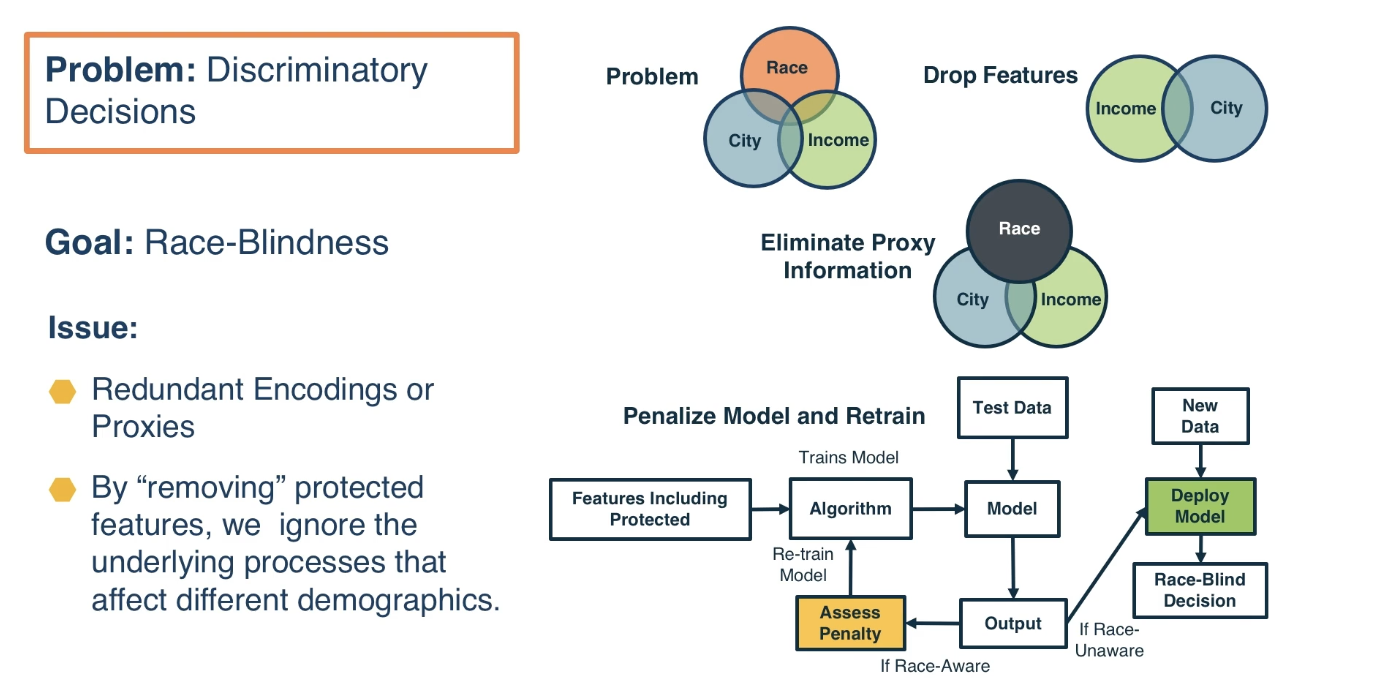 Problem: Discriminatory
Decisions
Goal: Race-Blindness
Issue:
Redundant Encodings or
Proxies
By “removing” protected
features, we  ignore the
underlying processes that
affect different demographics.
Problem
Race
City
Income
Drop Features
Income
City
Eliminate Proxy
Information
Race
City
Income
Penalize Model and Retrain
Test Data
New
Data
Trains Model
Features Including
Protected
Algorithm
Model
Deploy
Model
Re-train
Model
Race-Blind
Decision
Assess
Penalty
Output
If Race-
Unaware
If Race-Aware